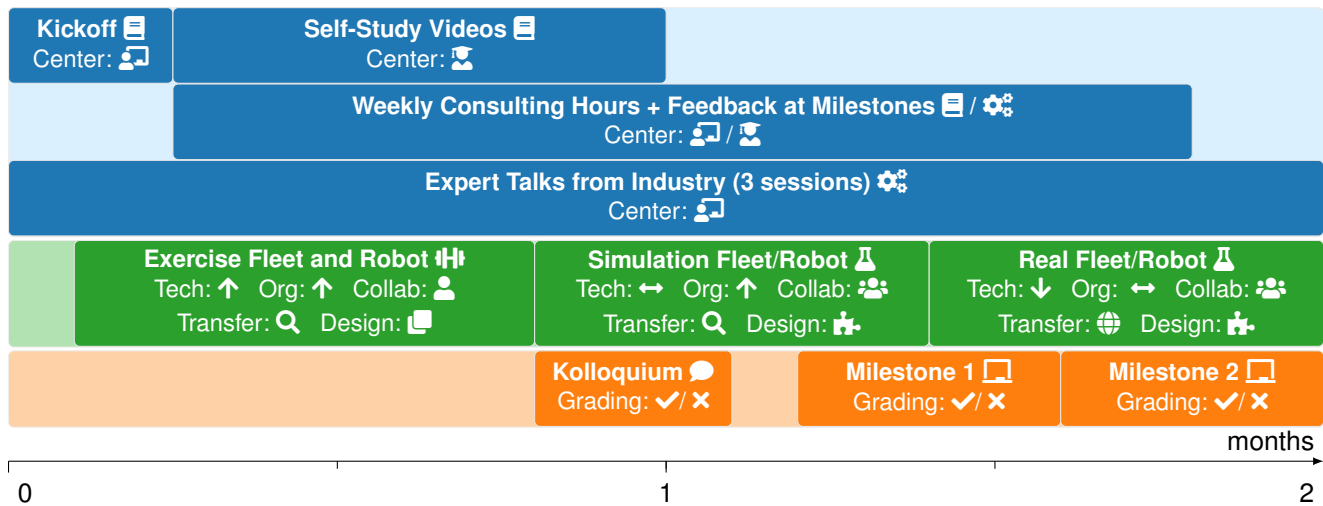 Kickoff
Center:
Self-Study Videos
Center:
Weekly Consulting Hours + Feedback at Milestones /
Center: /
Expert Talks from Industry (3 sessions)
Center:
Exercise Fleet and Robot
Tech: Org: Collab:
Transfer: Design:
Simulation Fleet/Robot
Tech: Org: Collab:
Transfer: Design:
Real Fleet/Robot
Tech: Org: Collab:
Transfer: Design:
Kolloquium
Grading: /
Milestone 1
Grading: /
Milestone 2
Grading: /
months
0 1 2